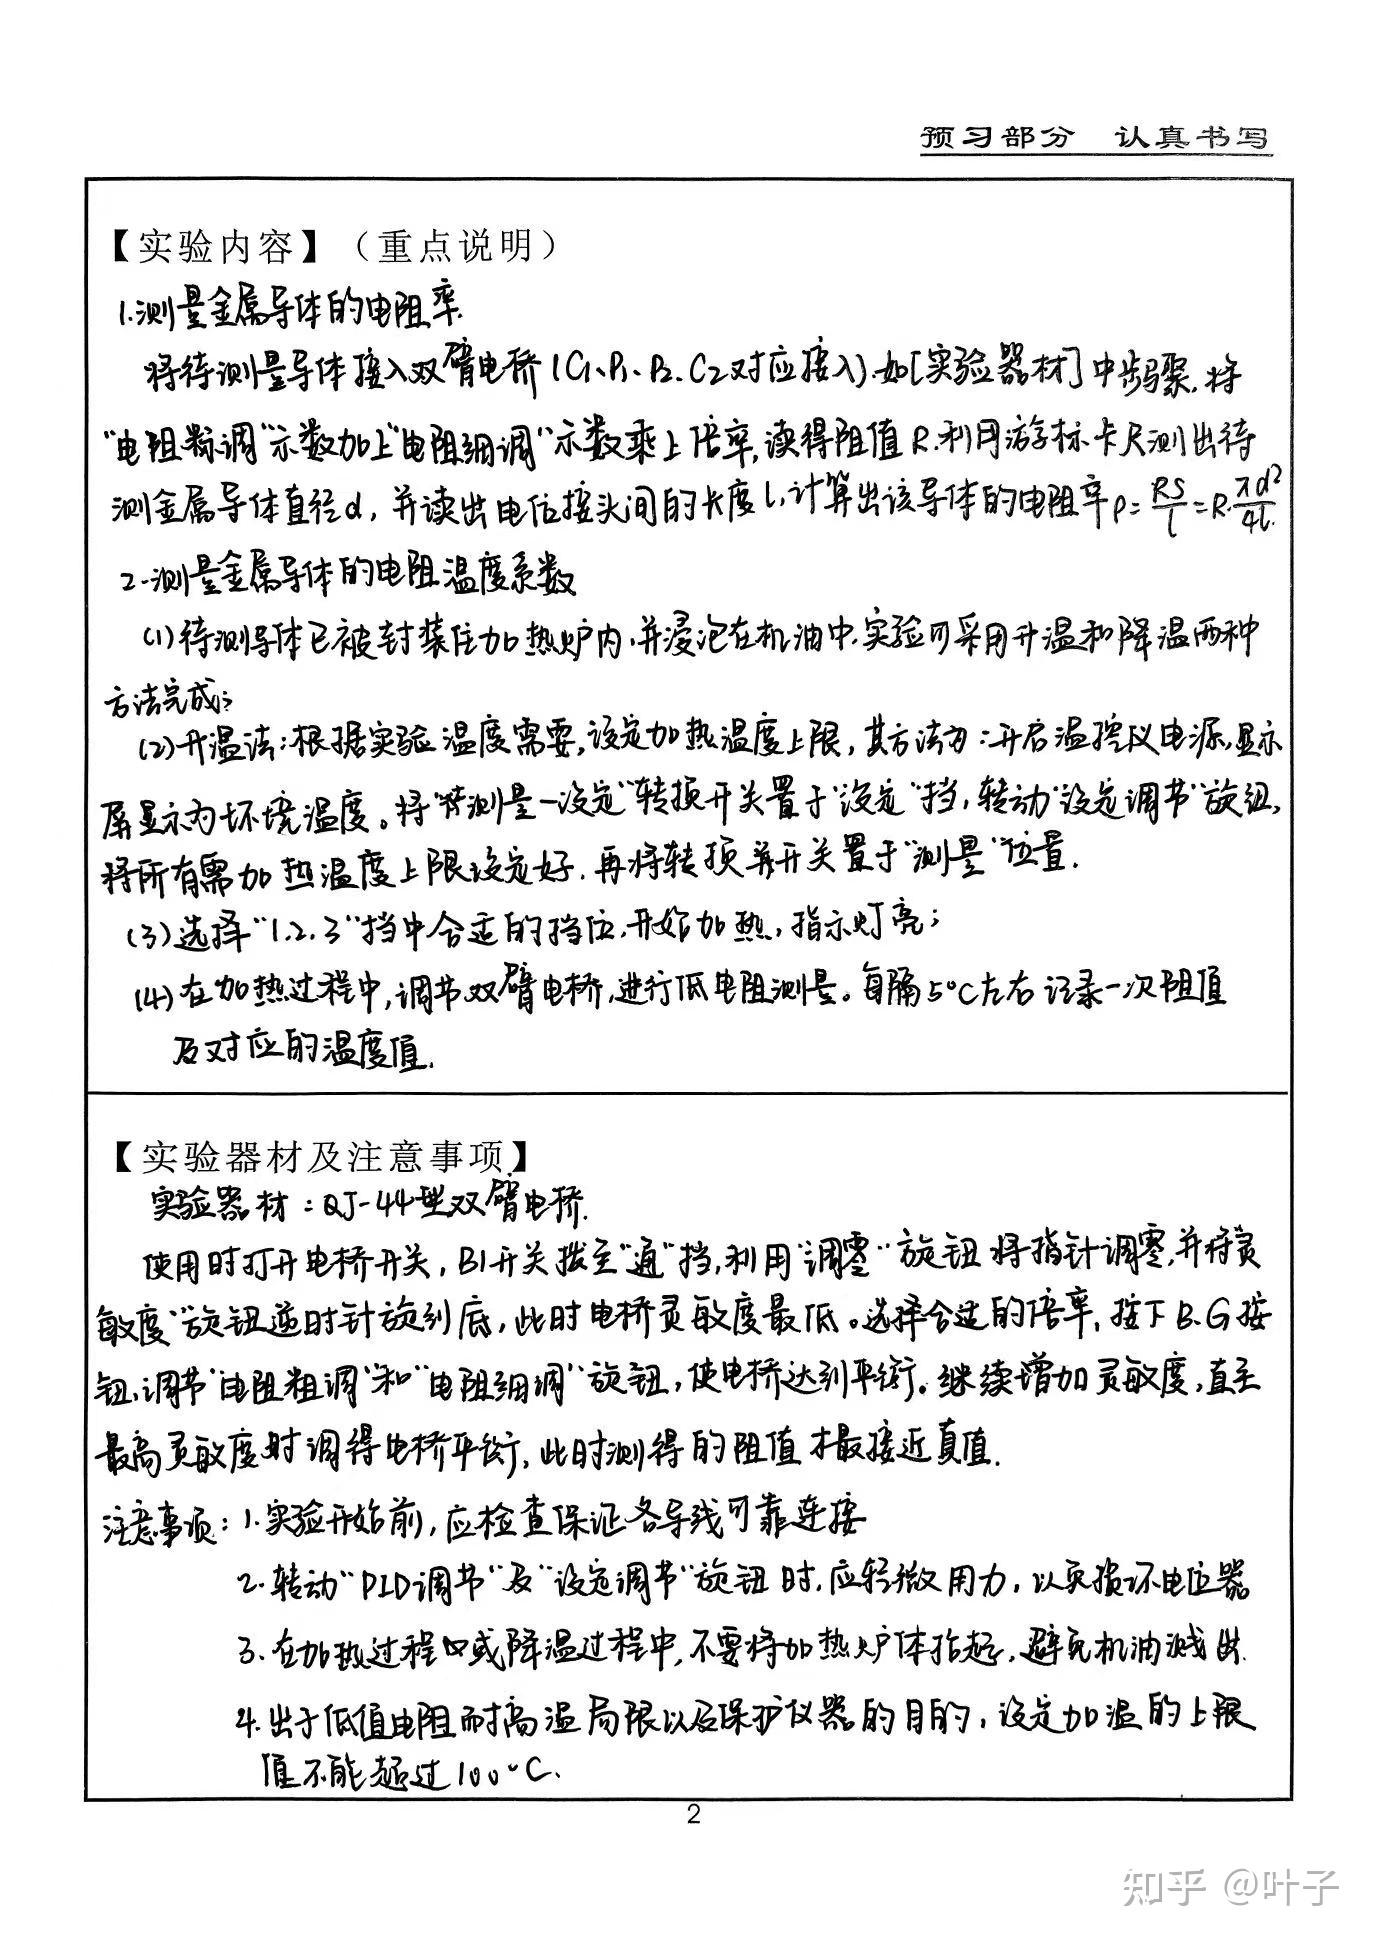 预习部分 认真书写
【实验内容】（重点说明）
1.测量金属导体的电阻率.
将待测量导体接入双臂电桥(C1、P1、P2、C2对应接入).如[实验器材]中步骤.将
"电阻粗调"示数加上"电阻细调"示数乘上倍率,读得阻值R.利用游标卡尺测出待
测金属导体直径d, 并读出电位接头间的长度l,计算出该导体的电阻率ρ=RS/l=R·πd²/4l.
2.测量金属导体的电阻温度系数
(1)待测导体已被封装在加热炉内,并浸泡在机油中.实验可采用升温和降温两种
方法完成;
(2)升温法:根据实验温度需要,设定加热温度上限,其方法为:开启温控仪电源,显示
屏显示为环境温度。将"测量—设定"转换开关置于"设定"挡,转动"设定调节"旋钮,
将所有需加热温度上限设定好.再将转换开关置于"测量"位置.
(3)选择"1.2.3"挡中合适的挡位.开始加热,指示灯亮;
(4)在加热过程中,调节双臂电桥,进行低电阻测量。每隔5°C左右记录一次阻值
及对应的温度值.
【实验器材及注意事项】
实验器材:QJ-44型双臂电桥.
使用时打开电桥开关,B1开关拨至"通"挡,利用"调零"旋钮将指针调零,并将灵
敏度"旋钮逆时针旋到底,此时电桥灵敏度最低。选择合适的倍率,按下B.G按
钮,调节"电阻粗调"和"电阻细调"旋钮,使电桥达到平衡。继续增加灵敏度,直至
最高灵敏度时调得电桥平衡,此时测得的阻值才最接近真值.
注意事项:1.实验开始前,应检查保证各导线可靠连接
2.转动"PID调节"及"设定调节"旋钮时,应轻微用力,以免损坏电位器
3.在加热过程中或降温过程中,不要将加热炉体抬起,避免机油溅出.
4.出于低值电阻耐高温局限以及保护仪器的目的,设定加温的上限
值不能超过100°C.
2
知乎 @叶子